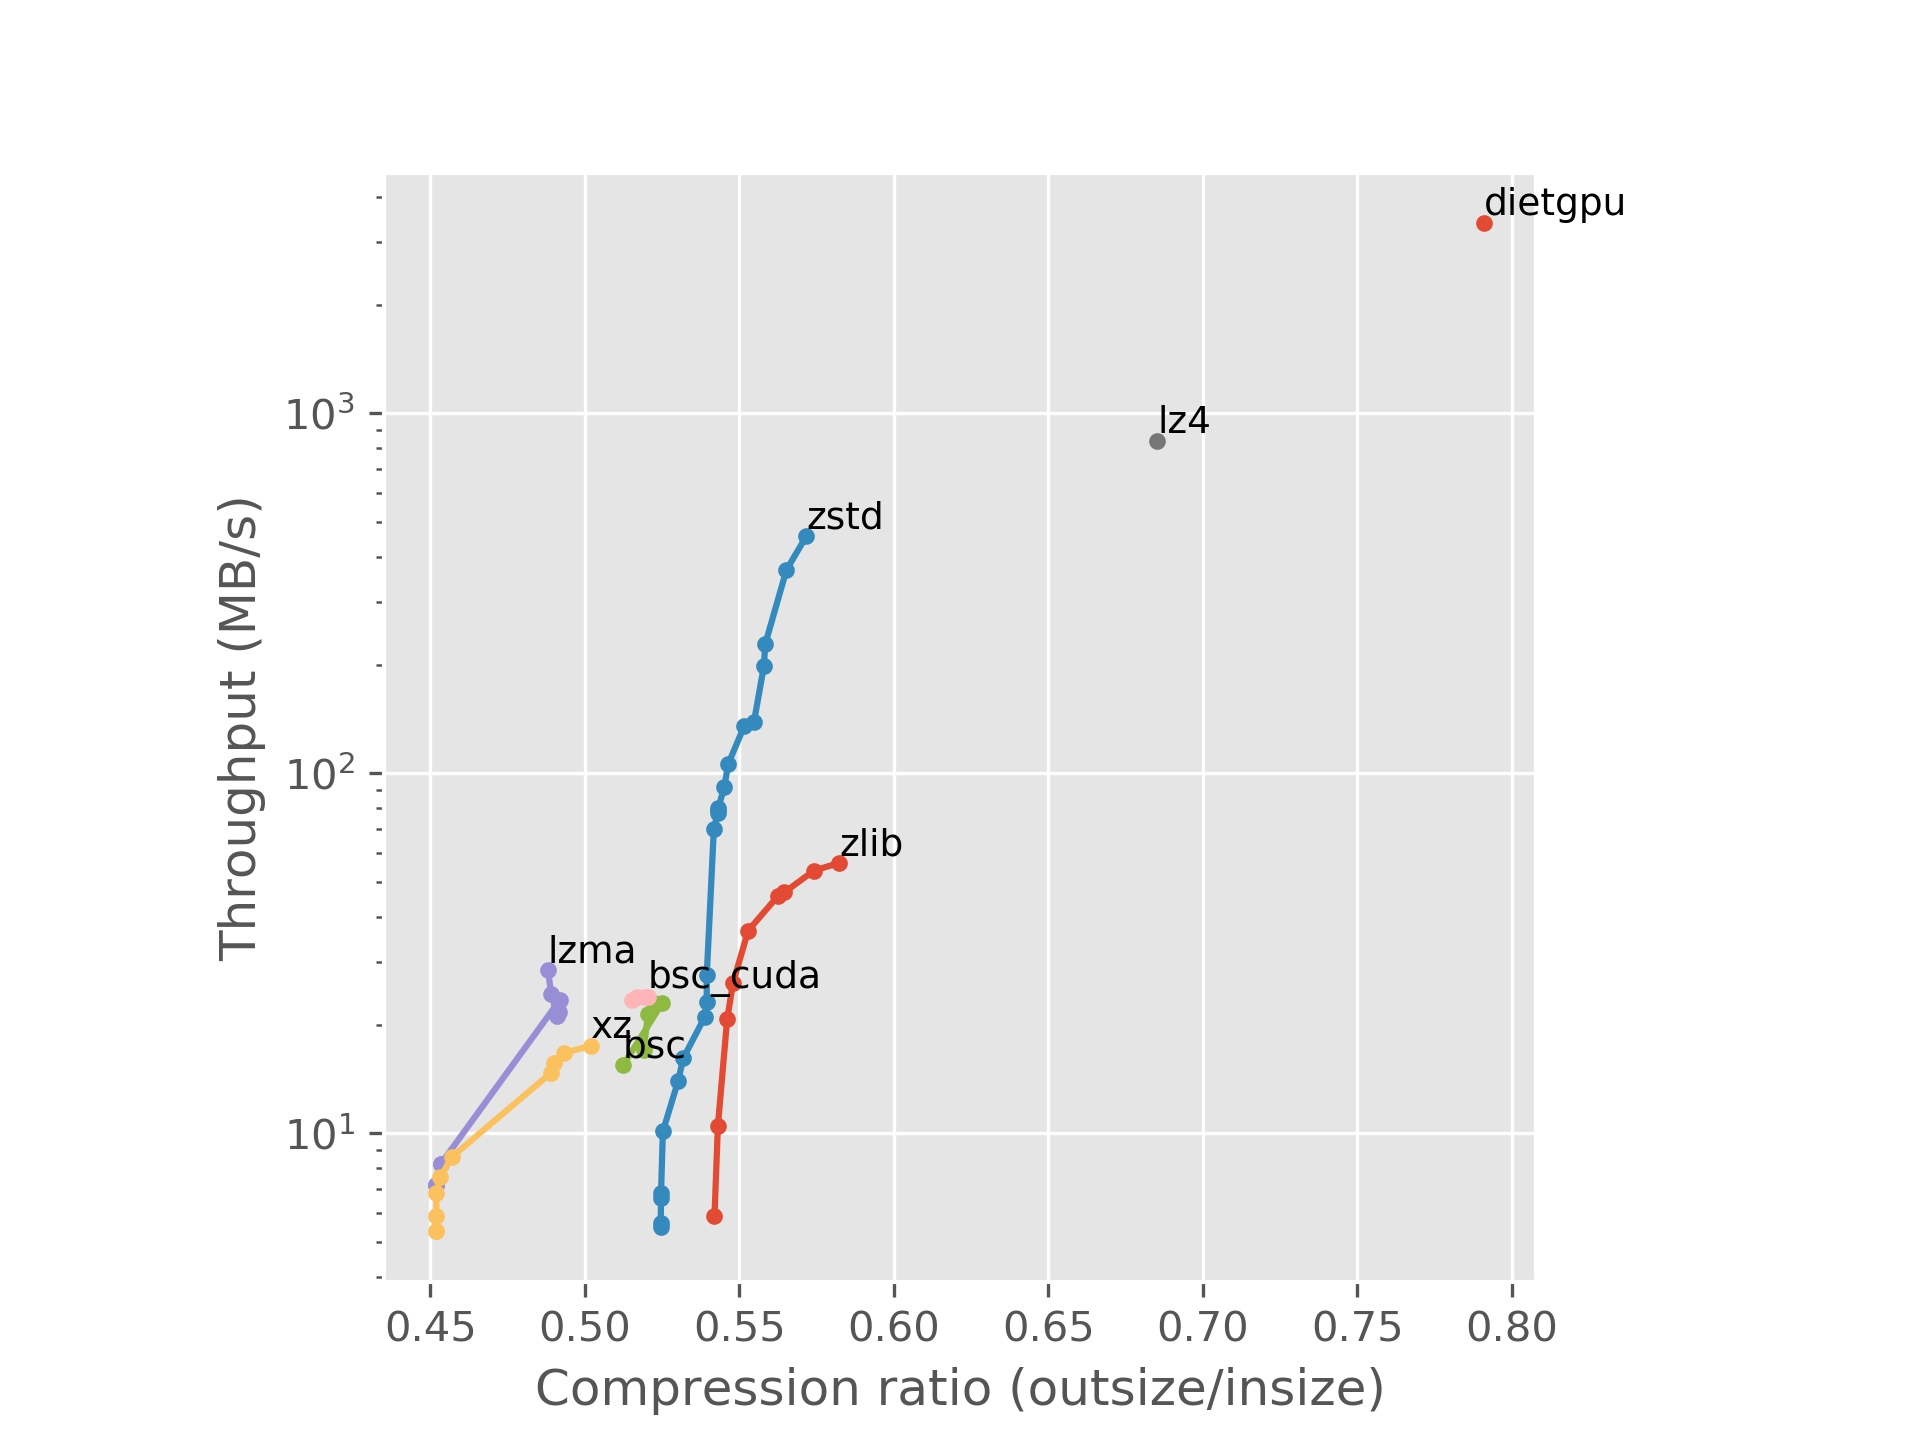 dietgpu
10³
lz4
zstd
10²
zlib
lzma
bsc_cuda
xz
bsc
10¹
Throughput (MB/s)
0.45 0.50 0.55 0.60 0.65 0.70 0.75 0.80
Compression ratio (outsize/insize)